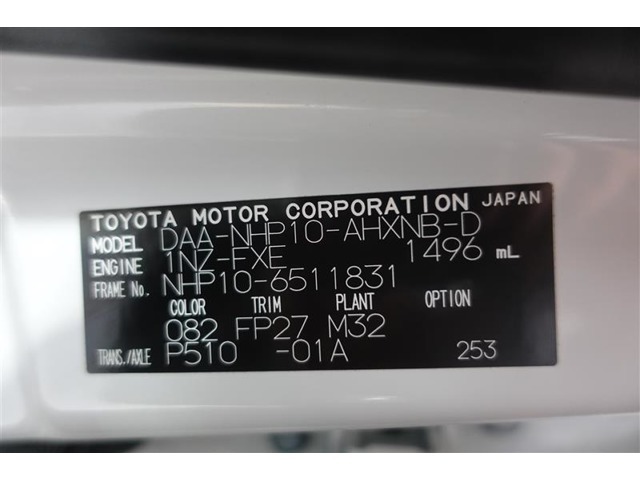 TOYOTA MOTOR CORPORATION JAPAN
MODEL DAA-NHP10-AHXNB-D
ENGINE 1NZ-FXE 1496 mL
FRAME No. NHP10-6511831
COLOR TRIM PLANT OPTION
082 FP27 M32
TRANS./AXLE P510 -01A 253